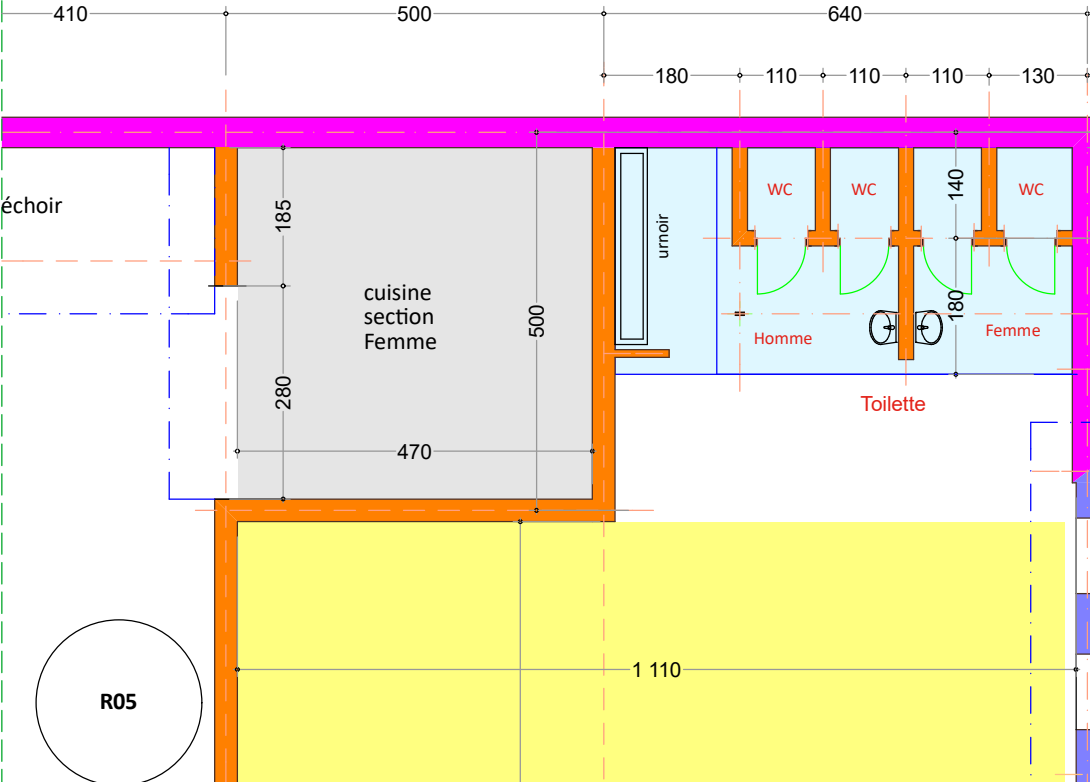 410
500
640
180
110
110
110
130
échoir
185
cuisine
section
Femme
500
280
470
urnoir
WC
WC
WC
140
180
Homme
Femme
Toilette
1 110
R05